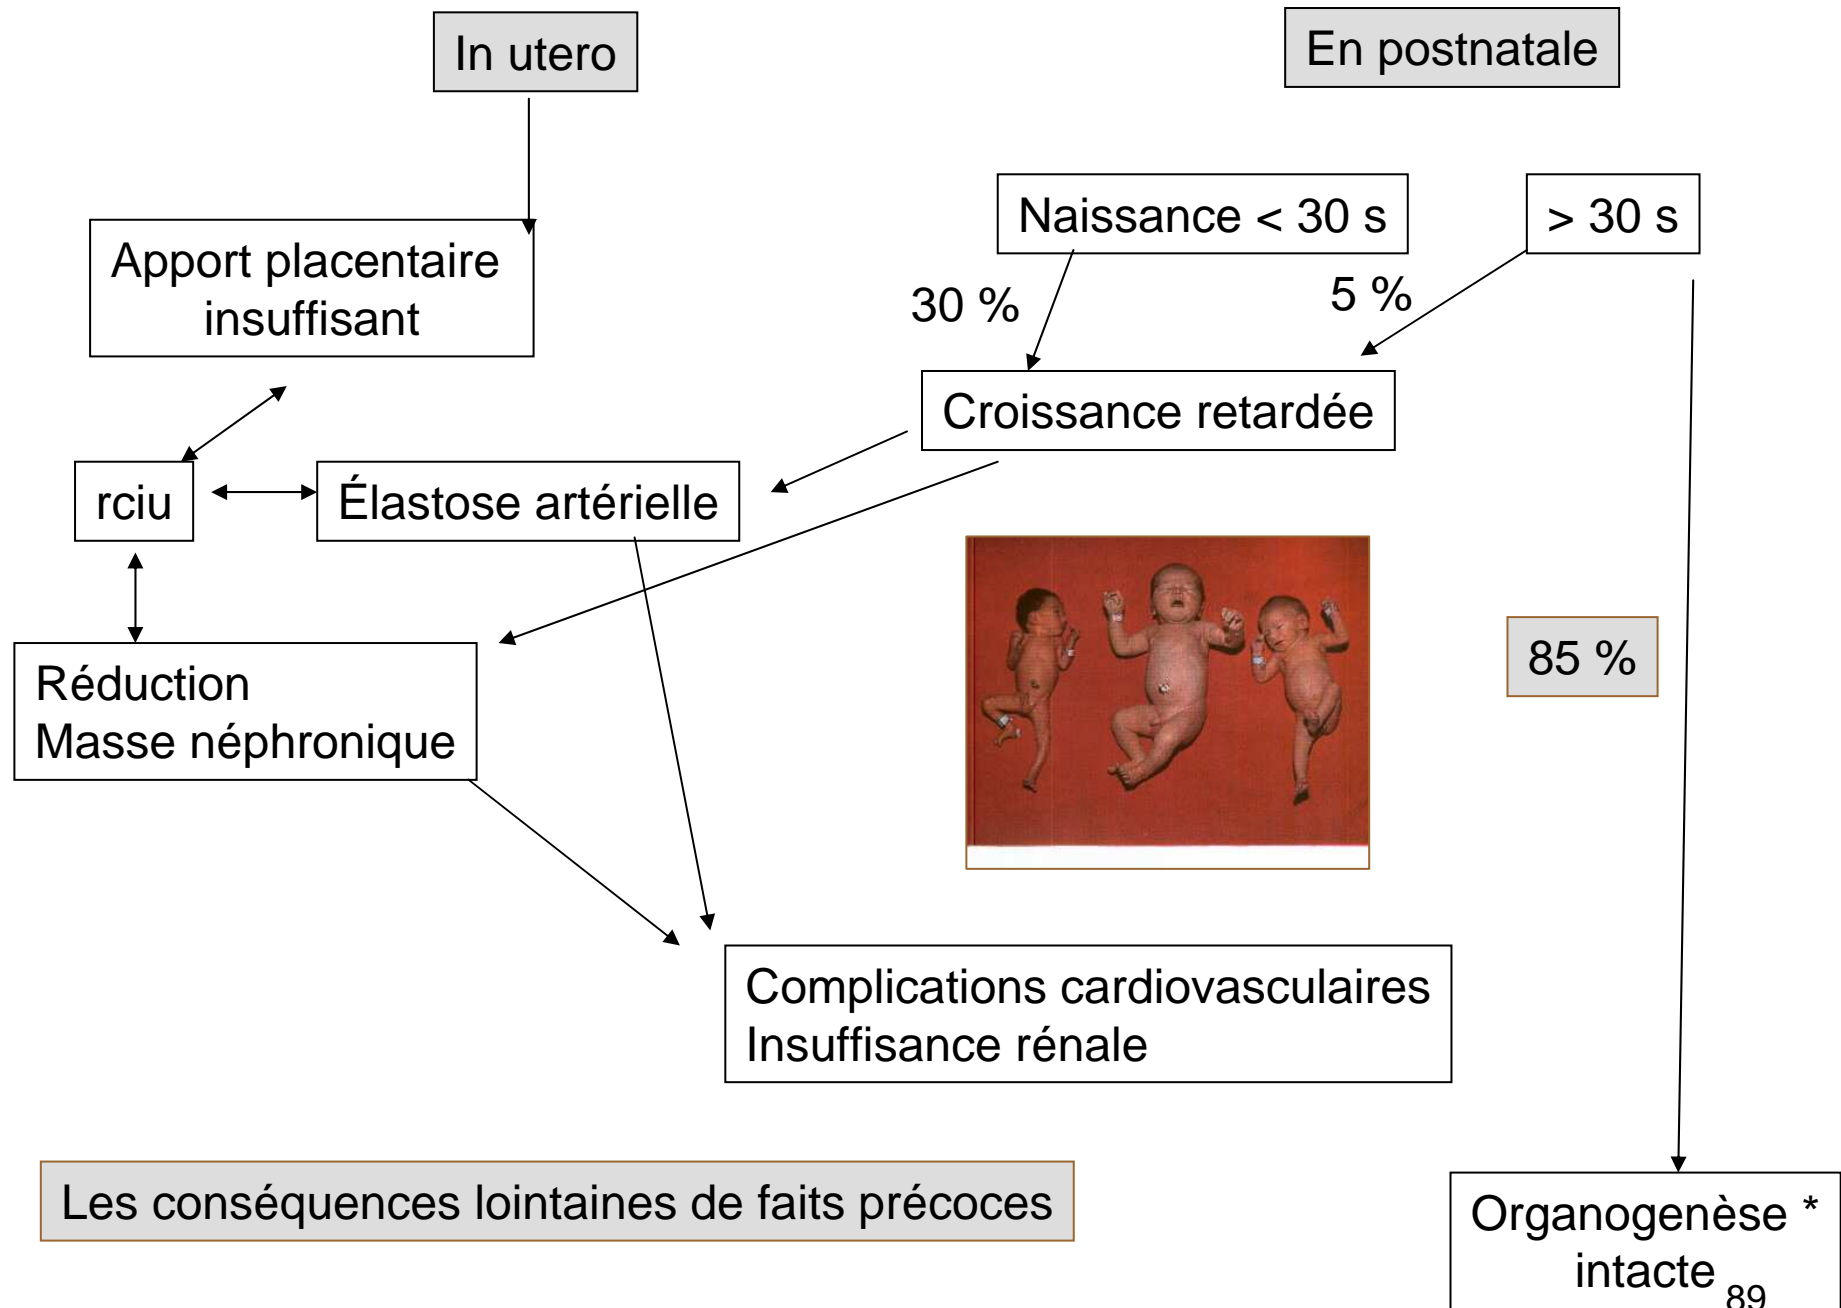 In utero
En postnatale
Naissance < 30 s
> 30 s
Apport placentaire
insuffisant
30 %
5 %
Croissance retardée
rciu
Élastose artérielle
85 %
Réduction
Masse néphronique
Complications cardiovasculaires
Insuffisance rénale
Les conséquences lointaines de faits précoces
Organogenèse *
intacte
89